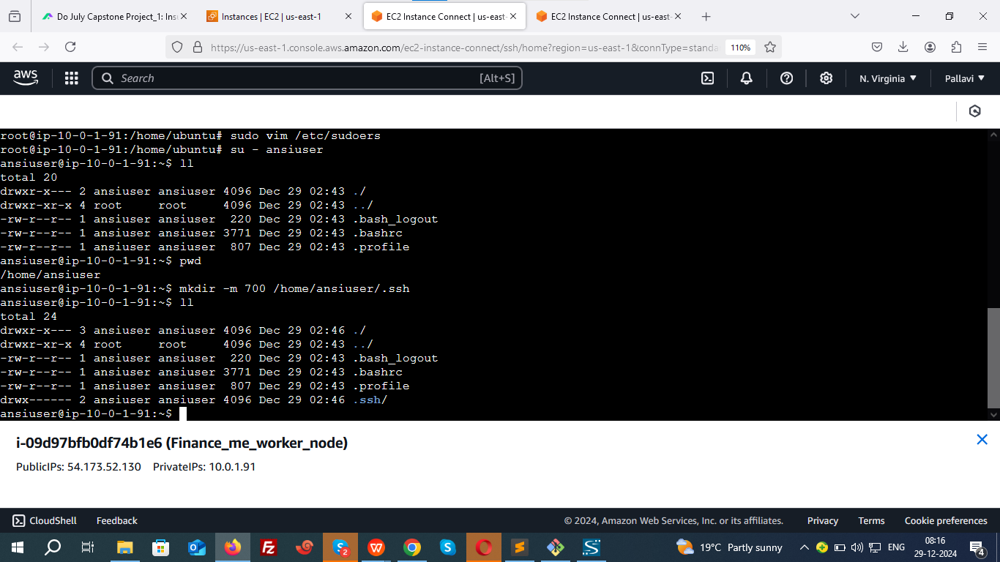 Do July Capstone Project_1: Insu
Instances | EC2 | us-east-1
EC2 Instance Connect | us-east-
EC2 Instance Connect | us-east-
https://us-east-1.console.aws.amazon.com/ec2-instance-connect/ssh/home?region=us-east-1&connType=standa
110%
aws
Search
[Alt+S]
N. Virginia
Pallavi
root@ip-10-0-1-91:/home/ubuntu# sudo vim /etc/sudoers
root@ip-10-0-1-91:/home/ubuntu# su - ansiuser
ansiuser@ip-10-0-1-91:~$ ll
total 20
drwxr-x--- 2 ansiuser ansiuser 4096 Dec 29 02:43 ./
drwxr-xr-x 4 root     root     4096 Dec 29 02:43 ../
-rw-r--r-- 1 ansiuser ansiuser  220 Dec 29 02:43 .bash_logout
-rw-r--r-- 1 ansiuser ansiuser 3771 Dec 29 02:43 .bashrc
-rw-r--r-- 1 ansiuser ansiuser  807 Dec 29 02:43 .profile
ansiuser@ip-10-0-1-91:~$ pwd
/home/ansiuser
ansiuser@ip-10-0-1-91:~$ mkdir -m 700 /home/ansiuser/.ssh
ansiuser@ip-10-0-1-91:~$ ll
total 24
drwxr-x--- 3 ansiuser ansiuser 4096 Dec 29 02:46 ./
drwxr-xr-x 4 root     root     4096 Dec 29 02:43 ../
-rw-r--r-- 1 ansiuser ansiuser  220 Dec 29 02:43 .bash_logout
-rw-r--r-- 1 ansiuser ansiuser 3771 Dec 29 02:43 .bashrc
-rw-r--r-- 1 ansiuser ansiuser  807 Dec 29 02:43 .profile
drwx------ 2 ansiuser ansiuser 4096 Dec 29 02:46 .ssh/
ansiuser@ip-10-0-1-91:~$
i-09d97bfb0df74b1e6 (Finance_me_worker_node)
PublicIPs: 54.173.52.130 PrivateIPs: 10.0.1.91
CloudShell
Feedback
© 2024, Amazon Web Services, Inc. or its affiliates.
Privacy
Terms
Cookie preferences
19°C Partly sunny
ENG
08:16
29-12-2024
4
2